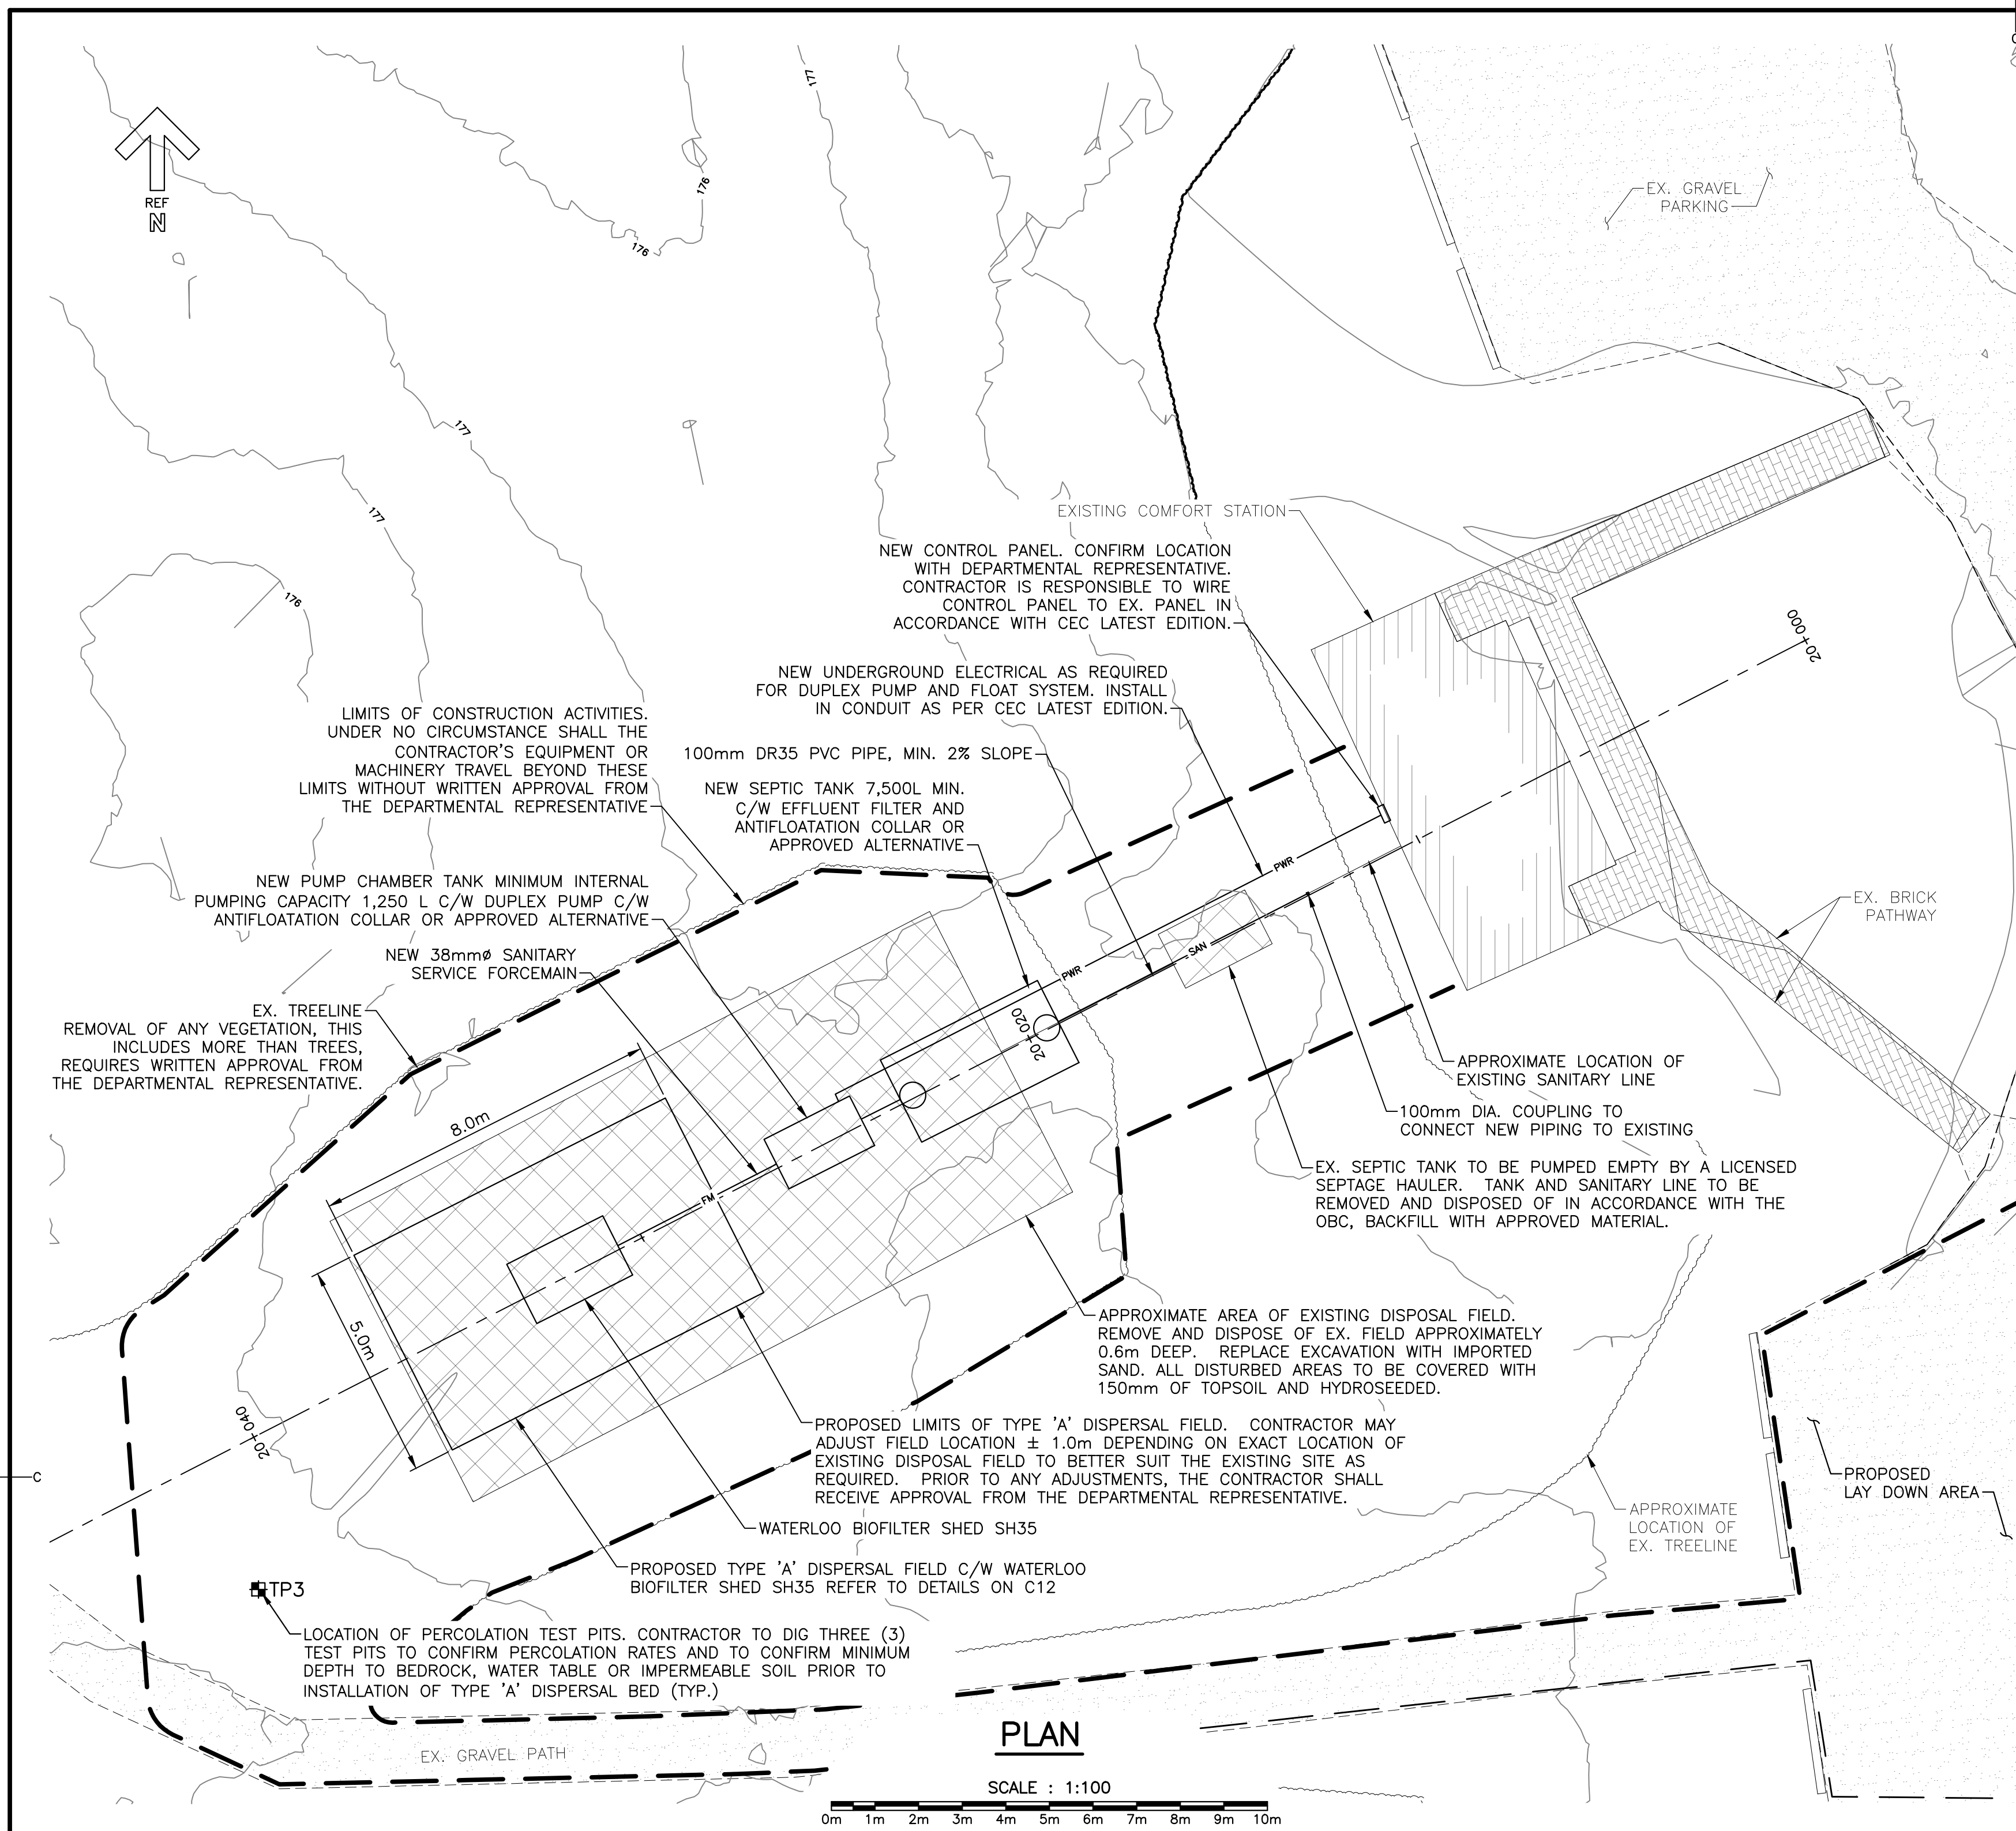 177
REF
N
176
176
EX. GRAVEL
PARKING
177
177
176
EXISTING COMFORT STATION
NEW CONTROL PANEL. CONFIRM LOCATION
WITH DEPARTMENTAL REPRESENTATIVE.
CONTRACTOR IS RESPONSIBLE TO WIRE
CONTROL PANEL TO EX. PANEL IN
ACCORDANCE WITH CEC LATEST EDITION.
20+000
NEW UNDERGROUND ELECTRICAL AS REQUIRED
FOR DUPLEX PUMP AND FLOAT SYSTEM. INSTALL
IN CONDUIT AS PER CEC LATEST EDITION.
LIMITS OF CONSTRUCTION ACTIVITIES.
UNDER NO CIRCUMSTANCE SHALL THE
CONTRACTOR'S EQUIPMENT OR
MACHINERY TRAVEL BEYOND THESE
LIMITS WITHOUT WRITTEN APPROVAL FROM
THE DEPARTMENTAL REPRESENTATIVE
100mm DR35 PVC PIPE, MIN. 2% SLOPE
NEW SEPTIC TANK 7,500L MIN.
C/W EFFLUENT FILTER AND
ANTIFLOATATION COLLAR OR
APPROVED ALTERNATIVE
PWR
NEW PUMP CHAMBER TANK MINIMUM INTERNAL
PUMPING CAPACITY 1,250 L C/W DUPLEX PUMP C/W
ANTIFLOATATION COLLAR OR APPROVED ALTERNATIVE
EX. BRICK
PATHWAY
SAN
NEW 38mmø SANITARY
SERVICE FORCEMAIN
PWR
EX. TREELINE
REMOVAL OF ANY VEGETATION, THIS
INCLUDES MORE THAN TREES,
REQUIRES WRITTEN APPROVAL FROM
THE DEPARTMENTAL REPRESENTATIVE.
20+020
APPROXIMATE LOCATION OF
EXISTING SANITARY LINE
8.0m
100mm DIA. COUPLING TO
CONNECT NEW PIPING TO EXISTING
EX. SEPTIC TANK TO BE PUMPED EMPTY BY A LICENSED
SEPTAGE HAULER. TANK AND SANITARY LINE TO BE
REMOVED AND DISPOSED OF IN ACCORDANCE WITH THE
OBC, BACKFILL WITH APPROVED MATERIAL.
FM
5.0m
APPROXIMATE AREA OF EXISTING DISPOSAL FIELD.
REMOVE AND DISPOSE OF EX. FIELD APPROXIMATELY
0.6m DEEP. REPLACE EXCAVATION WITH IMPORTED
SAND. ALL DISTURBED AREAS TO BE COVERED WITH
150mm OF TOPSOIL AND HYDROSEEDED.
20+040
PROPOSED LIMITS OF TYPE 'A' DISPERSAL FIELD. CONTRACTOR MAY
ADJUST FIELD LOCATION ± 1.0m DEPENDING ON EXACT LOCATION OF
EXISTING DISPOSAL FIELD TO BETTER SUIT THE EXISTING SITE AS
REQUIRED. PRIOR TO ANY ADJUSTMENTS, THE CONTRACTOR SHALL
RECEIVE APPROVAL FROM THE DEPARTMENTAL REPRESENTATIVE.
C
PROPOSED
LAY DOWN AREA
APPROXIMATE
LOCATION OF
EX. TREELINE
WATERLOO BIOFILTER SHED SH35
PROPOSED TYPE 'A' DISPERSAL FIELD C/W WATERLOO
BIOFILTER SHED SH35 REFER TO DETAILS ON C12
TP3
LOCATION OF PERCOLATION TEST PITS. CONTRACTOR TO DIG THREE (3)
TEST PITS TO CONFIRM PERCOLATION RATES AND TO CONFIRM MINIMUM
DEPTH TO BEDROCK, WATER TABLE OR IMPERMEABLE SOIL PRIOR TO
INSTALLATION OF TYPE 'A' DISPERSAL BED (TYP.)
EX. GRAVEL PATH
PLAN
SCALE : 1:100
0m 1m 2m 3m 4m 5m 6m 7m 8m 9m 10m